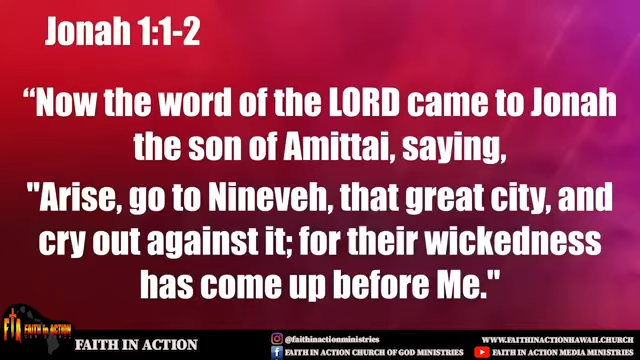 Jonah 1:1-2
“Now the word of the LORD came to Jonah
the son of Amittai, saying,
"Arise, go to Nineveh, that great city, and
cry out against it; for their wickedness
has come up before Me."
FIA FAITH in ACTION
FAITH IN ACTION
@faithinactionministries
FAITH IN ACTION CHURCH OF GOD MINISTRIES
WWW.FAITHINACTIONHAWAII.CHURCH
FAITH IN ACTION MEDIA MINISTRIES